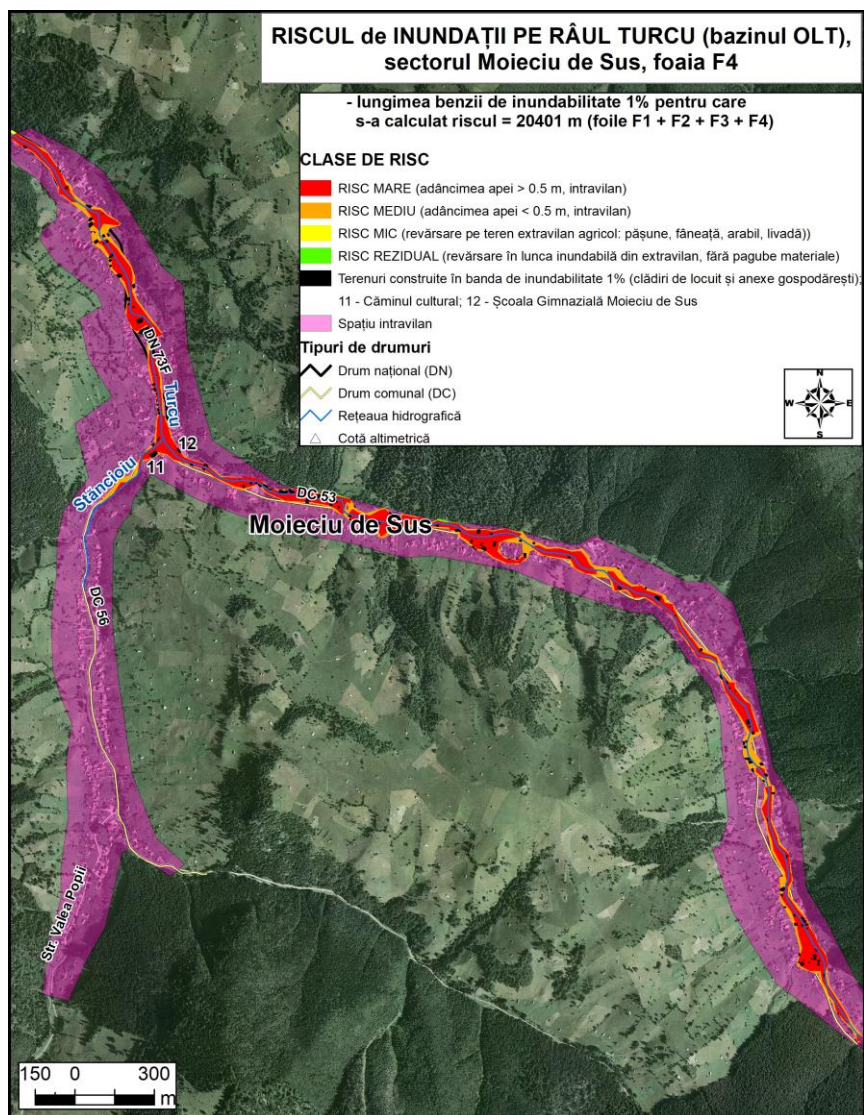 RISCUL de INUNDAȚII PE RÂUL TURCU (bazinul OLT),
sectorul Moieciu de Sus, foaia F4
- lungimea benzii de inundabilitate 1% pentru care
s-a calculat riscul = 20401 m (foile F1 + F2 + F3 + F4)
CLASE DE RISC
RISC MARE (adâncimea apei > 0.5 m, intravilan)
RISC MEDIU (adâncimea apei < 0.5 m, intravilan)
RISC MIC (revărsare pe teren extravilan agricol: pășune, fâneață, arabil, livadă))
RISC REZIDUAL (revărsare în lunca inundabilă din extravilan, fără pagube materiale)
Terenuri construite în banda de inundabilitate 1% (clădiri de locuit și anexe gospodărești);
11 - Căminul cultural; 12 - Școala Gimnazială Moieciu de Sus
Spațiu intravilan
Tipuri de drumuri
Drum național (DN)
Drum comunal (DC)
Rețeaua hidrografică
Cotă altimetrică
N
W E
S
DN 73F
Turcu
12
11
Stăncioiu
DC 53
Moieciu de Sus
DC 56
Str. Valea Popii
150 0 300
m